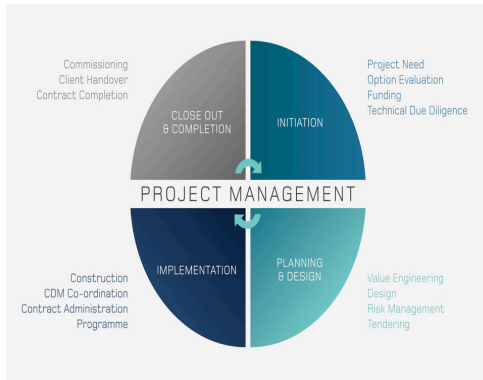 Commissioning
Client Handover
Contract Completion
CLOSE OUT
& COMPLETION
INITIATION
Project Need
Option Evaluation
Funding
Technical Due Diligence
PROJECT MANAGEMENT
Construction
CDM Co-ordination
Contract Administration
Programme
IMPLEMENTATION
PLANNING
& DESIGN
Value Engineering
Design
Risk Management
Tendering